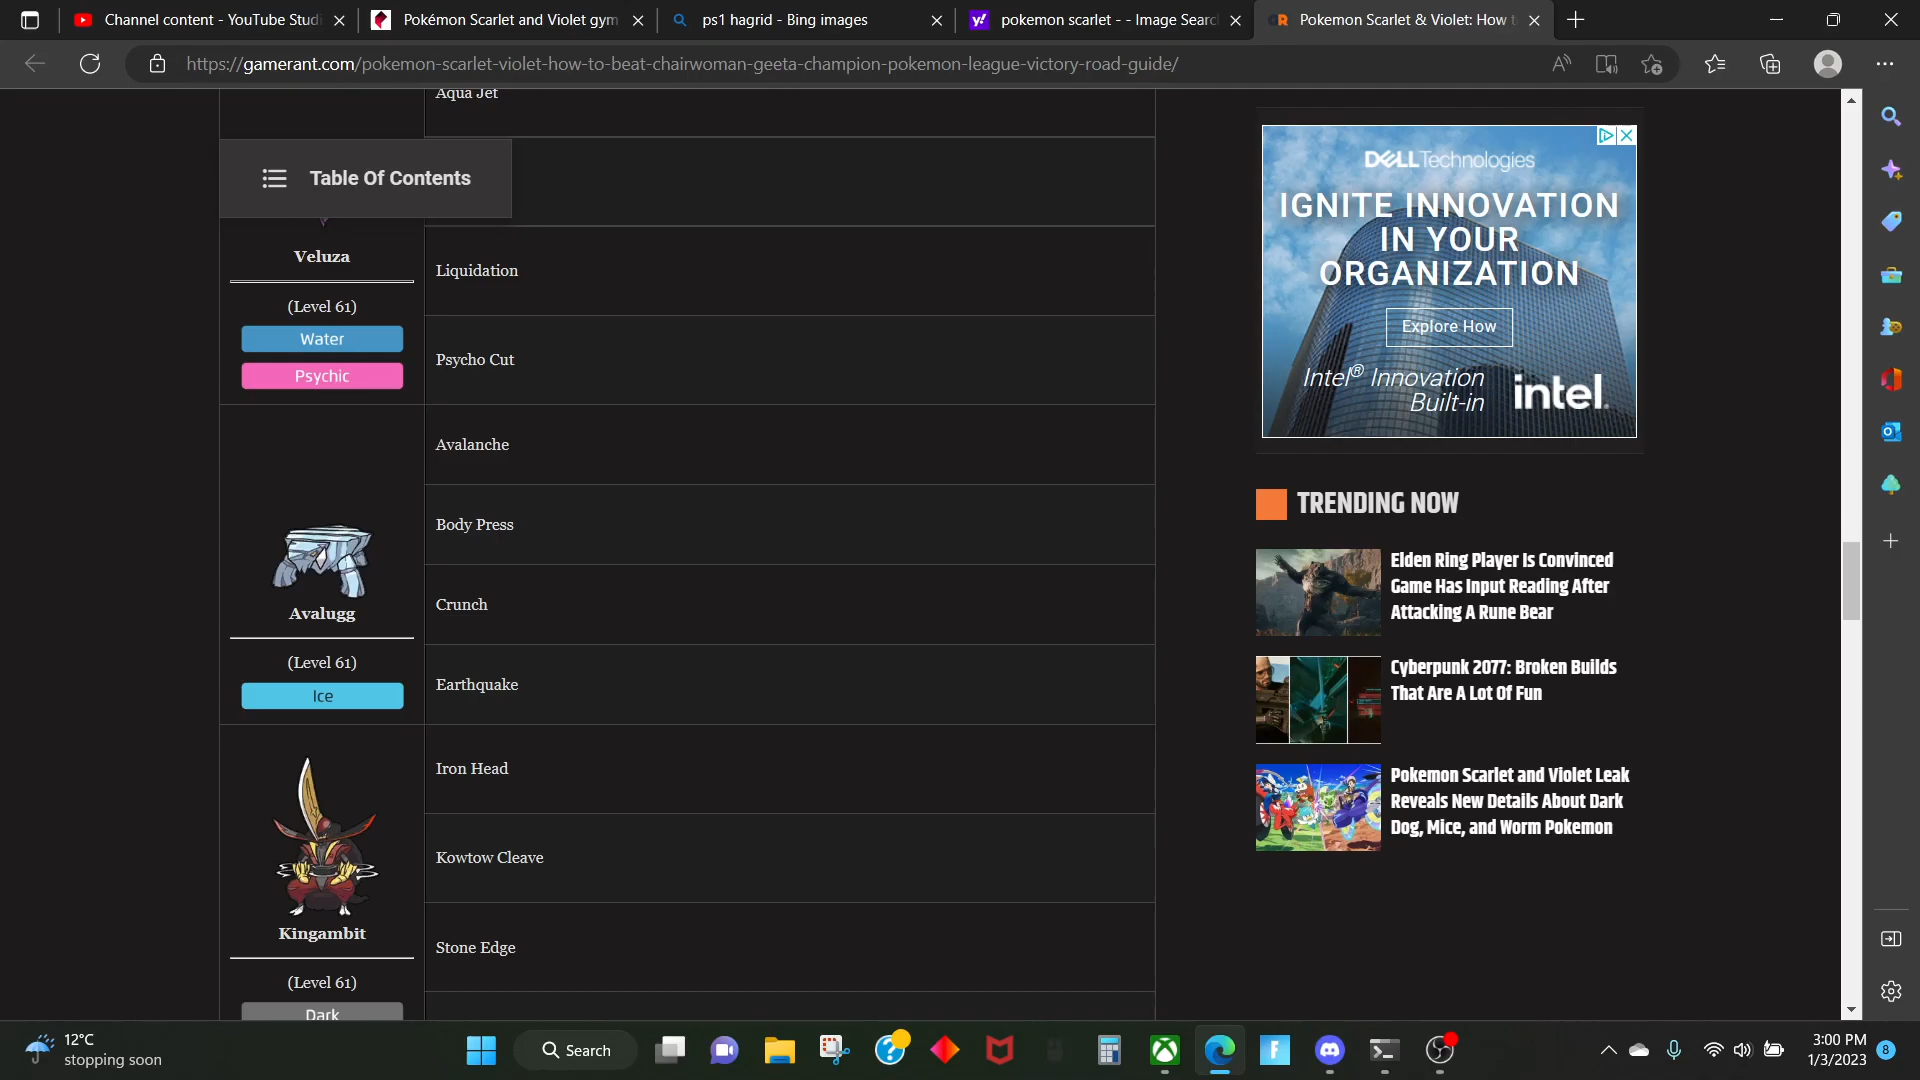 Channel content - YouTube Studi
Pokémon Scarlet and Violet gym
ps1 hagrid - Bing images
pokemon scarlet - - Image Searc
Pokemon Scarlet & Violet: How t
https://gamerant.com/pokemon-scarlet-violet-how-to-beat-chairwoman-geeta-champion-pokemon-league-victory-road-guide/
Aqua Jet
Table Of Contents
Veluza
(Level 61)
Water
Psychic
Liquidation
Psycho Cut
Avalanche
Body Press
Crunch
Earthquake
Avalugg
(Level 61)
Ice
Iron Head
Kowtow Cleave
Stone Edge
Kingambit
(Level 61)
Dark
DELL Technologies
IGNITE INNOVATION
IN YOUR
ORGANIZATION
Explore How
Intel® Innovation
Built-in
intel.
TRENDING NOW
Elden Ring Player Is Convinced
Game Has Input Reading After
Attacking A Rune Bear
Cyberpunk 2077: Broken Builds
That Are A Lot Of Fun
Pokemon Scarlet and Violet Leak
Reveals New Details About Dark
Dog, Mice, and Worm Pokemon
12°C
stopping soon
Search
3:00 PM
1/3/2023
8